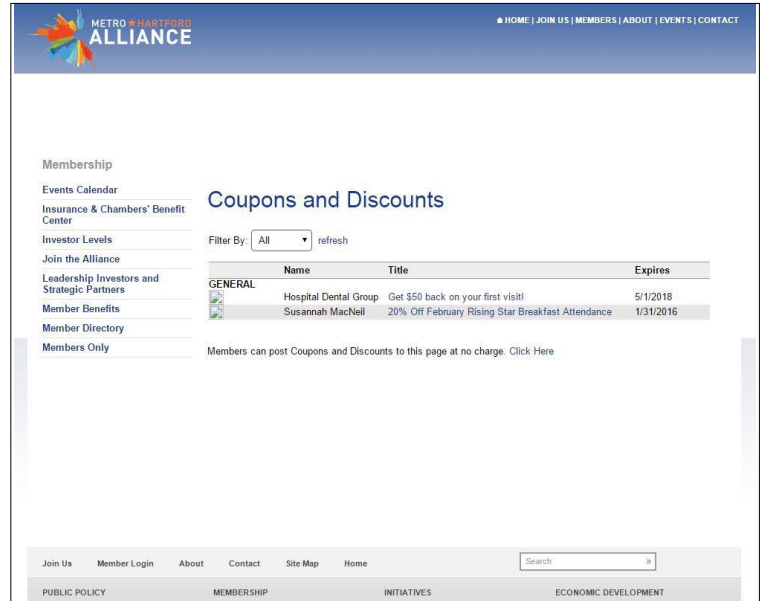 METRO★HARTFORD
ALLIANCE
HOME | JOIN US | MEMBERS | ABOUT | EVENTS | CONTACT
Membership
Events Calendar
Insurance & Chambers' Benefit
Center
Investor Levels
Join the Alliance
Leadership Investors and
Strategic Partners
Member Benefits
Member Directory
Members Only
Coupons and Discounts
Filter By: All refresh
Name Title Expires
GENERAL
Hospital Dental Group Get $50 back on your first visit! 5/1/2018
Susannah MacNeil 20% Off February Rising Star Breakfast Attendance 1/31/2016
Members can post Coupons and Discounts to this page at no charge. Click Here
Join Us Member Login About Contact Site Map Home Search »
PUBLIC POLICY MEMBERSHIP INITIATIVES ECONOMIC DEVELOPMENT